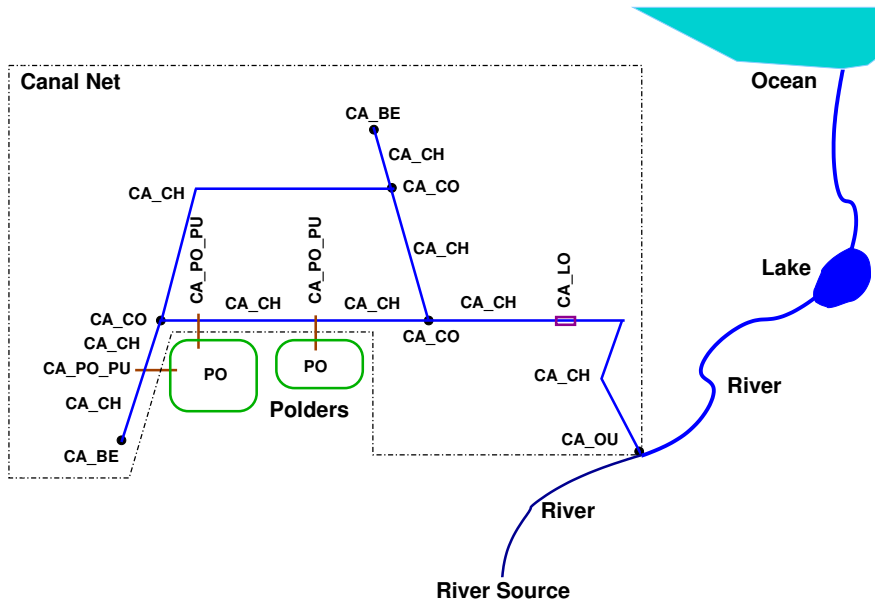 Ocean
Canal Net
CA_BE
CA_CH
CA_CH
CA_CO
CA_PO_PU
CA_PO_PU
CA_CH
CA_LO
Lake
CA_CH
CA_CH
CA_CH
CA_CO
CA_CO
CA_CH
CA_PO_PU
PO
PO
CA_CH
River
CA_CH
Polders
CA_OU
CA_BE
River
River Source